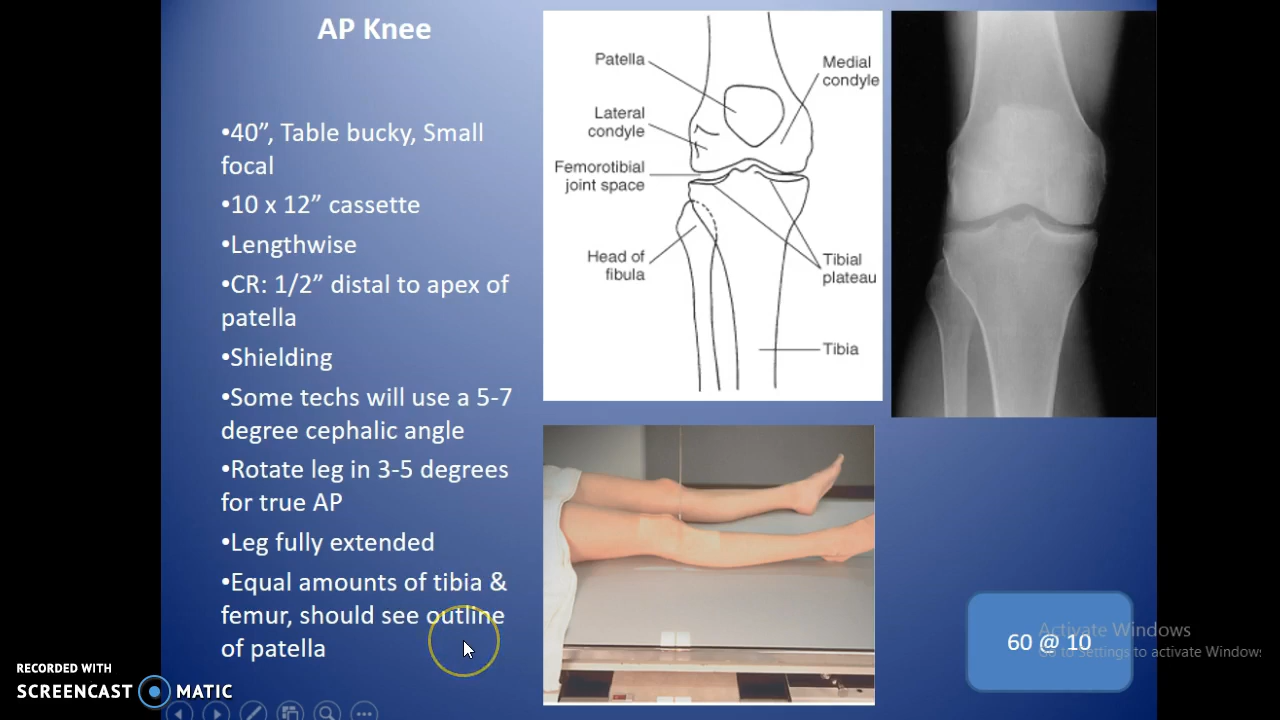 AP Knee
•40”, Table bucky, Small
focal
•10 x 12” cassette
•Lengthwise
•CR: 1/2” distal to apex of
patella
•Shielding
•Some techs will use a 5-7
degree cephalic angle
•Rotate leg in 3-5 degrees
for true AP
•Leg fully extended
•Equal amounts of tibia &
femur, should see outline
of patella
Patella
Lateral
condyle
Femorotibial
joint space
Head of
fibula
Medial
condyle
Tibial
plateau
Tibia
60 @ 10
Activate Windows
Go to Settings to activate Windows
RECORDED WITH
SCREENCAST MATIC